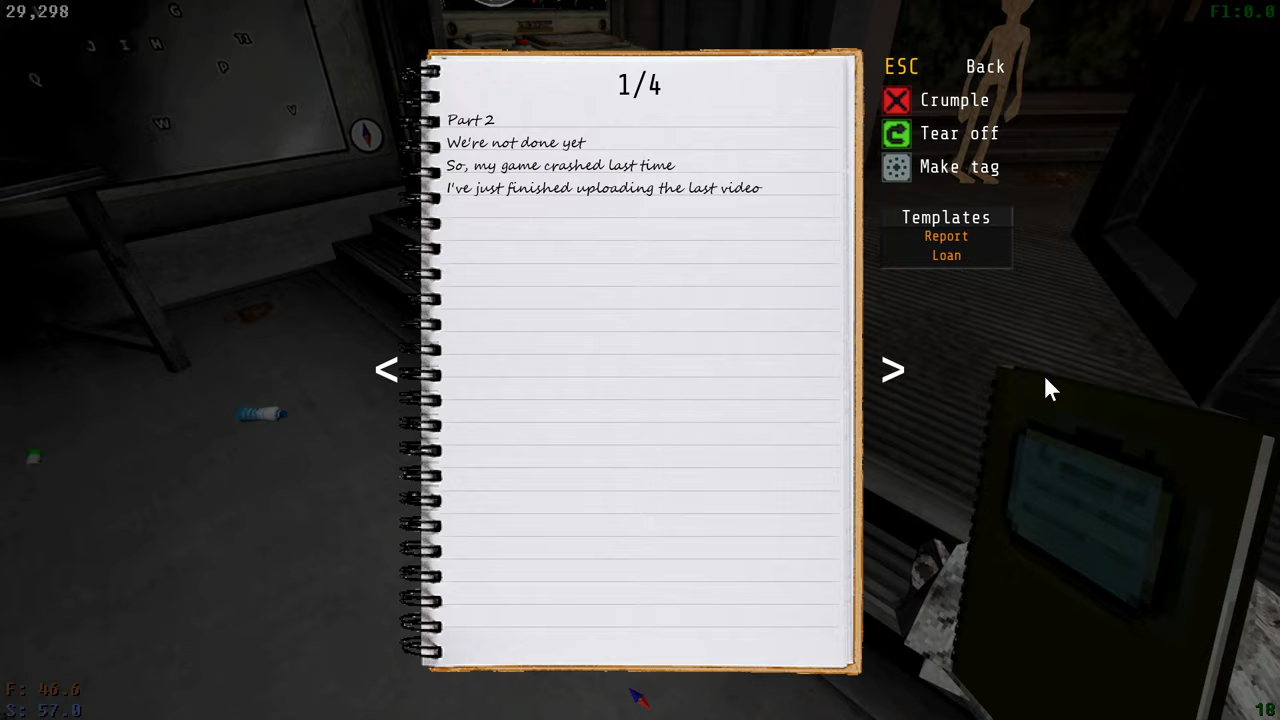 29,298
F1:0.0
G
J I N
T1
D
Q
V
W
1/4
Part 2
We're not done yet
So, my game crashed last time
I've just finished uploading the last video
<
>
ESC Back
Crumple
Tear off
Make tag
Templates
Report
Loan
F: 46.6
S: 57.0
18